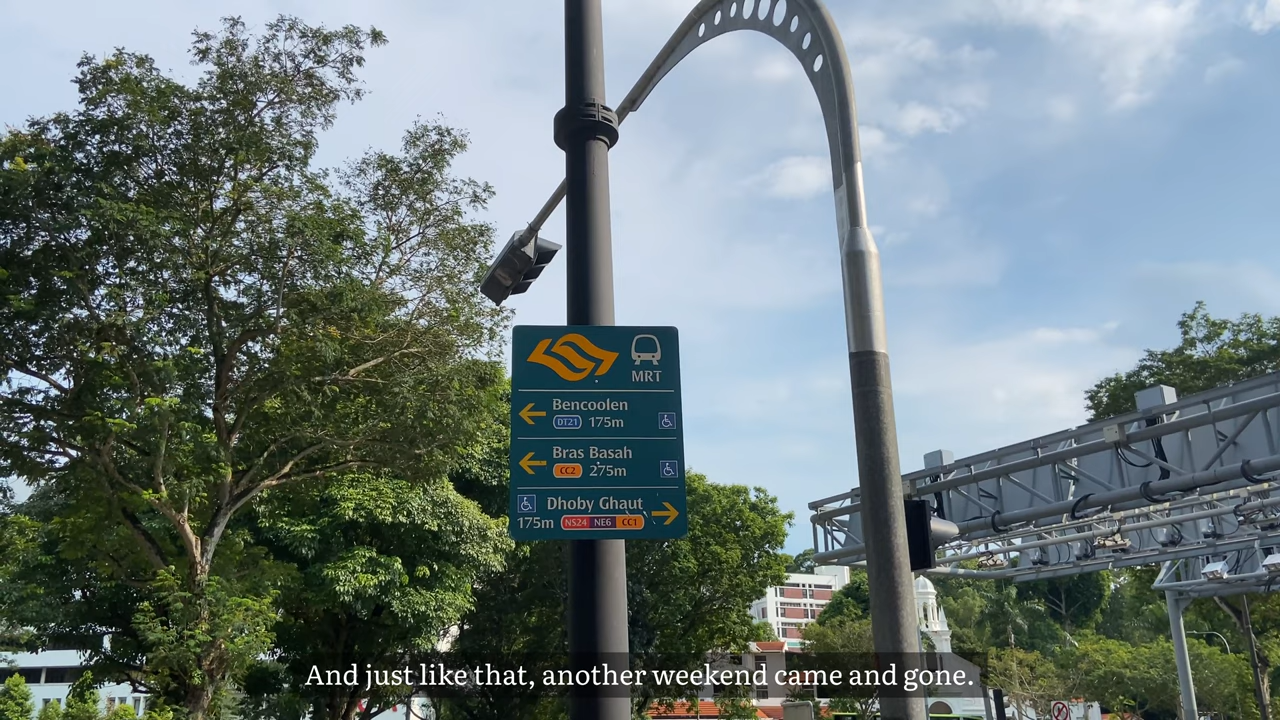 MRT
Bencoolen
DT21 175m
Bras Basah
CC2 275m
Dhoby Ghaut
175m NS24 NE6 CC1
And just like that, another weekend came and gone.